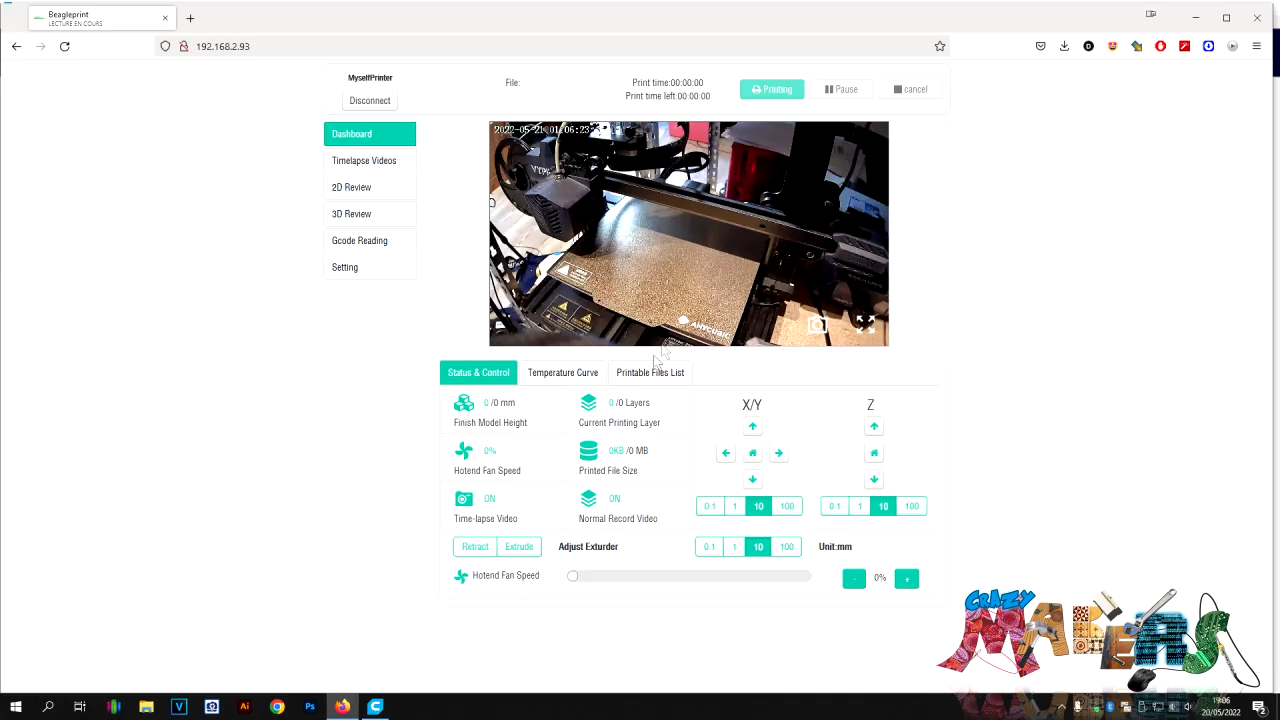 Beagleprint
LECTURE EN COURS
192.168.2.93
MyselfPrinter
Disconnect
File:
Print time:00:00:00
Print time left:00:00:00
Printing
Pause
cancel
Dashboard
Timelapse Videos
2D Review
3D Review
Gcode Reading
Setting
2022-05-21 01:06:23
ANYCUBIC
Status & Control
Temperature Curve
Printable Files List
0 /0 mm
Finish Model Height
0 /0 Layers
Current Printing Layer
0%
Hotend Fan Speed
0KB /0 MB
Printed File Size
ON
Time-lapse Video
ON
Normal Record Video
X/Y
Z
0.1 1 10 100
0.1 1 10 100
Retract Extrude
Adjust Exturder
0.1 1 10 100
Unit:mm
Hotend Fan Speed
- 0% +
CRAZY
MAKERS
19:06
20/05/2022